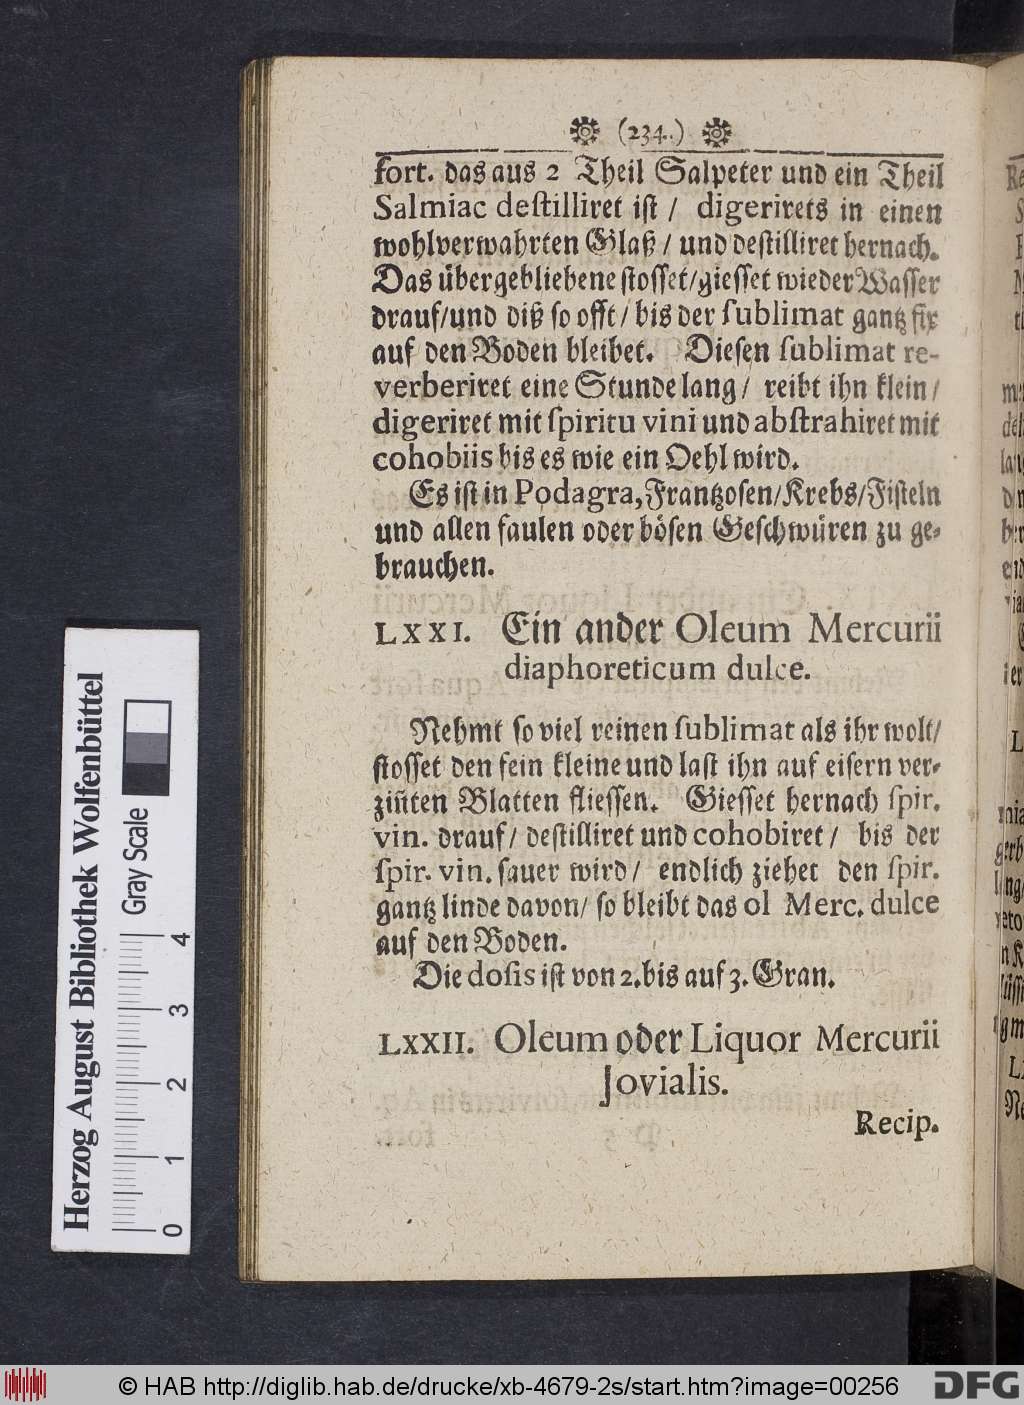 (234.)
fort. das aus 2 Theil Salpeter und ein Theil
Salmiac deſtilliret iſt / digerirets in einen
wohlverwahrten Glaß / und deſtilliret hernach.
Das übergebliebene ſtoſſet/gieſſet wieder Waſſer
drauf/und diß ſo offt / bis der ſublimat gantz fix
auf den Boden bleibet. Dieſen ſublimat re-
verberiret eine Stunde lang / reibt ihn klein /
digeriret mit ſpiritu vini und abſtrahiret mit
cohobiis bis es wie ein Oehl wird.
Es iſt in Podagra, Frantzoſen/Krebs/Fiſteln
und allen faulen oder böſen Geſchwüren zu ge-
brauchen.
LXXI. Ein ander Oleum Mercurii
diaphoreticum dulce.
Nehmt ſo viel reinen ſublimat als ihr wolt/
ſtoſſet den fein kleine und laſt ihn auf eiſern ver-
zin̄ten Blatten flieſſen. Gieſſet hernach ſpir.
vin. drauf / deſtilliret und cohobiret / bis der
ſpir. vin. ſauer wird / endlich ziehet den ſpir.
gantz linde davon / ſo bleibt das ol Merc. dulce
auf den Boden.
Die doſis iſt von 2. bis auf 3. Gran.
LXXII. Oleum oder Liquor Mercurii
Jovialis.
Recip.
Herzog August Bibliothek Wolfenbüttel
Gray Scale
0 1 2 3 4
© HAB http://diglib.hab.de/drucke/xb-4679-2s/start.htm?image=00256
DFG